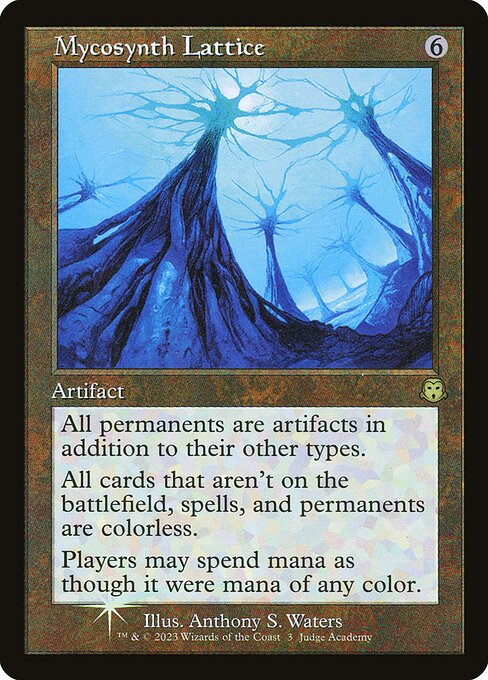 Mycosynth Lattice 6
Artifact
All permanents are artifacts in
addition to their other types.
All cards that aren't on the
battlefield, spells, and permanents
are colorless.
Players may spend mana as
though it were mana of any color.
Illus. Anthony S. Waters
™ & © 2023 Wizards of the Coast 3 Judge Academy